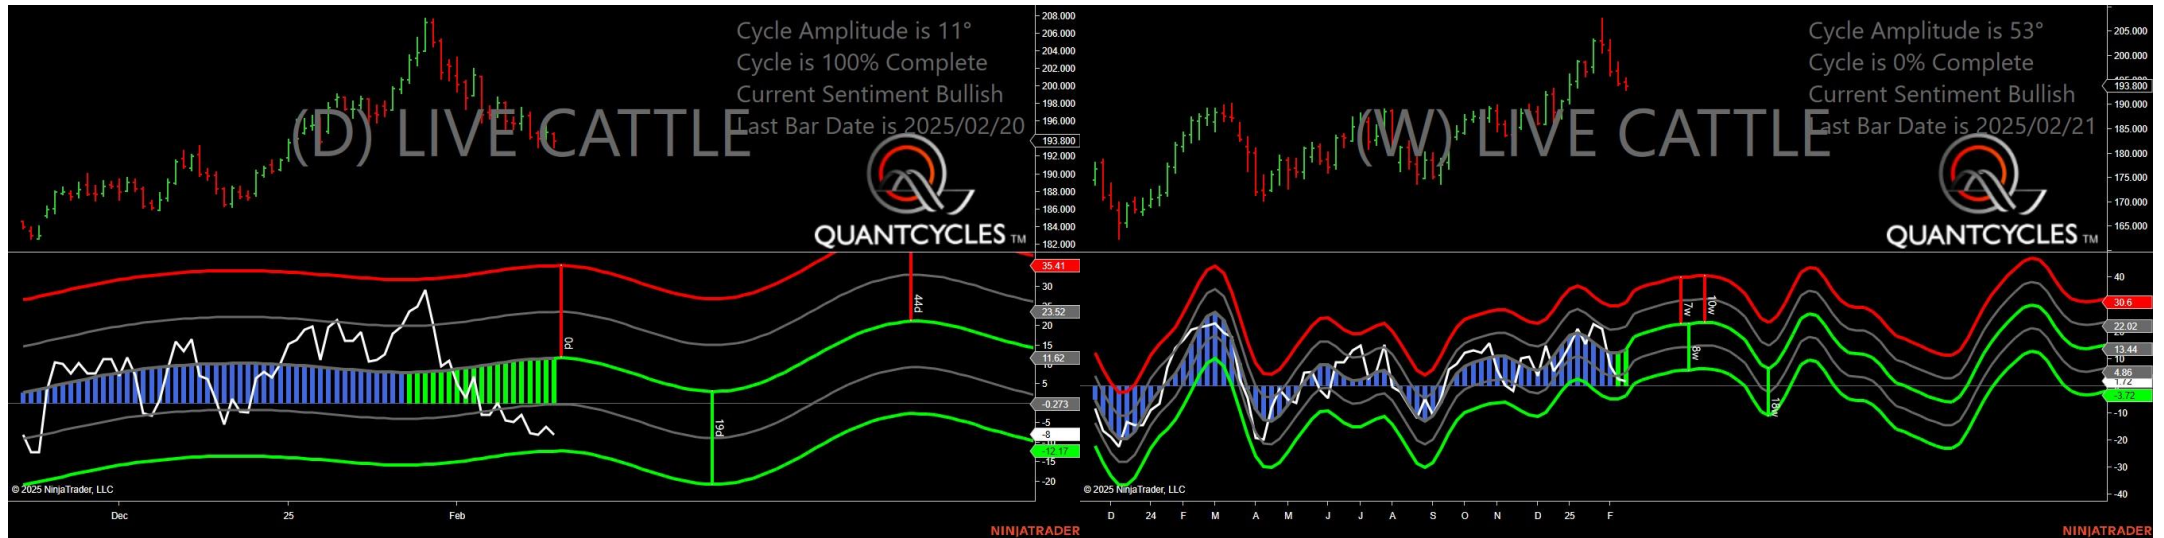 Cycle Amplitude is 11°
Cycle is 100% Complete
Current Sentiment Bullish
Last Bar Date is 2025/02/20
(D) LIVE CATTLE
QUANTCYCLES TM
208.000
206.000
204.000
202.000
200.000
198.000
196.000
193.800
192.000
190.000
188.000
186.000
184.000
182.000
35.41
30
23.52
20
15
11.62
5
-0.273
-5
-8
-12.17
-15
-20
0d
19d
44d
© 2025 NinjaTrader, LLC
Dec
25
Feb
NINJATRADER
Cycle Amplitude is 53°
Cycle is 0% Complete
Current Sentiment Bullish
Last Bar Date is 2025/02/21
(W) LIVE CATTLE
QUANTCYCLES TM
205.000
200.000
193.800
190.000
185.000
180.000
175.000
170.000
165.000
40
30.6
22.02
13.44
10
4.86
1.72
-3.72
-10
-20
-30
-40
7w
10w
8w
18w
© 2025 NinjaTrader, LLC
D 24 F M A M J J A S O N D 25 F
NINJATRADER